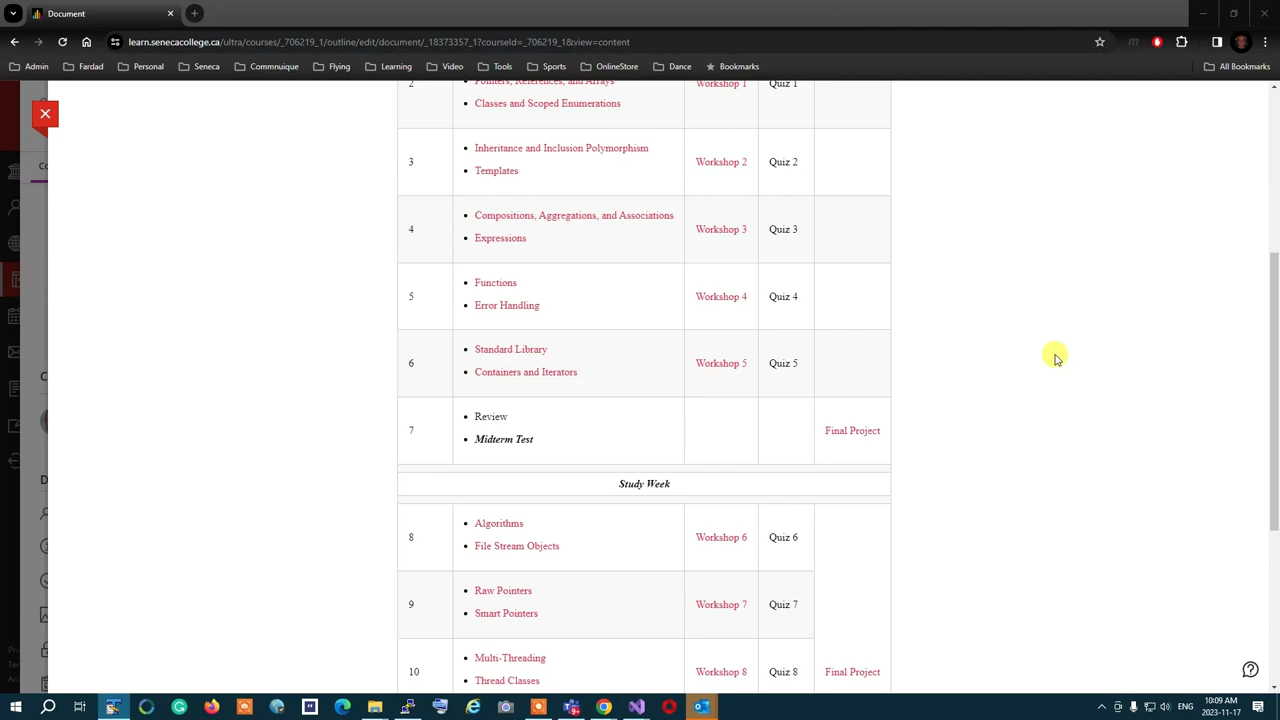 Document
learn.senecacollege.ca/ultra/courses/_706219_1/outline/edit/document/_18373357_1?courseId=_706219_1&view=content
Admin Fardad Personal Seneca Commnuique Flying Learning Video Tools Sports OnlineStore Dance Bookmarks All Bookmarks
2 Pointers, References, and Arrays Workshop 1 Quiz 1
Classes and Scoped Enumerations
Inheritance and Inclusion Polymorphism
3 Workshop 2 Quiz 2
Templates
Compositions, Aggregations, and Associations
4 Workshop 3 Quiz 3
Expressions
Functions
5 Workshop 4 Quiz 4
Error Handling
Standard Library
6 Workshop 5 Quiz 5
Containers and Iterators
Review
7 Final Project
Midterm Test
Study Week
Algorithms
8 Workshop 6 Quiz 6
File Stream Objects
Raw Pointers
9 Workshop 7 Quiz 7
Smart Pointers
Multi-Threading
10 Workshop 8 Quiz 8 Final Project
Thread Classes
ENG
10:09 AM
2023-11-17